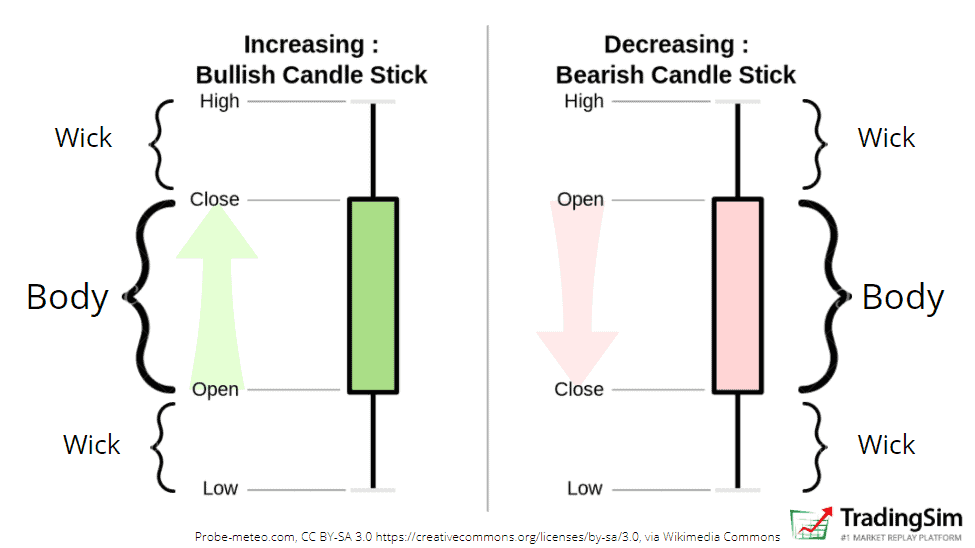 Increasing :
Bullish Candle Stick
High
Wick
Close
Body
Open
Wick
Low
Decreasing :
Bearish Candle Stick
High
Wick
Open
Body
Close
Wick
Low
TradingSim
#1 MARKET REPLAY PLATFORM
Probe-meteo.com, CC BY-SA 3.0 https://creativecommons.org/licenses/by-sa/3.0, via Wikimedia Commons